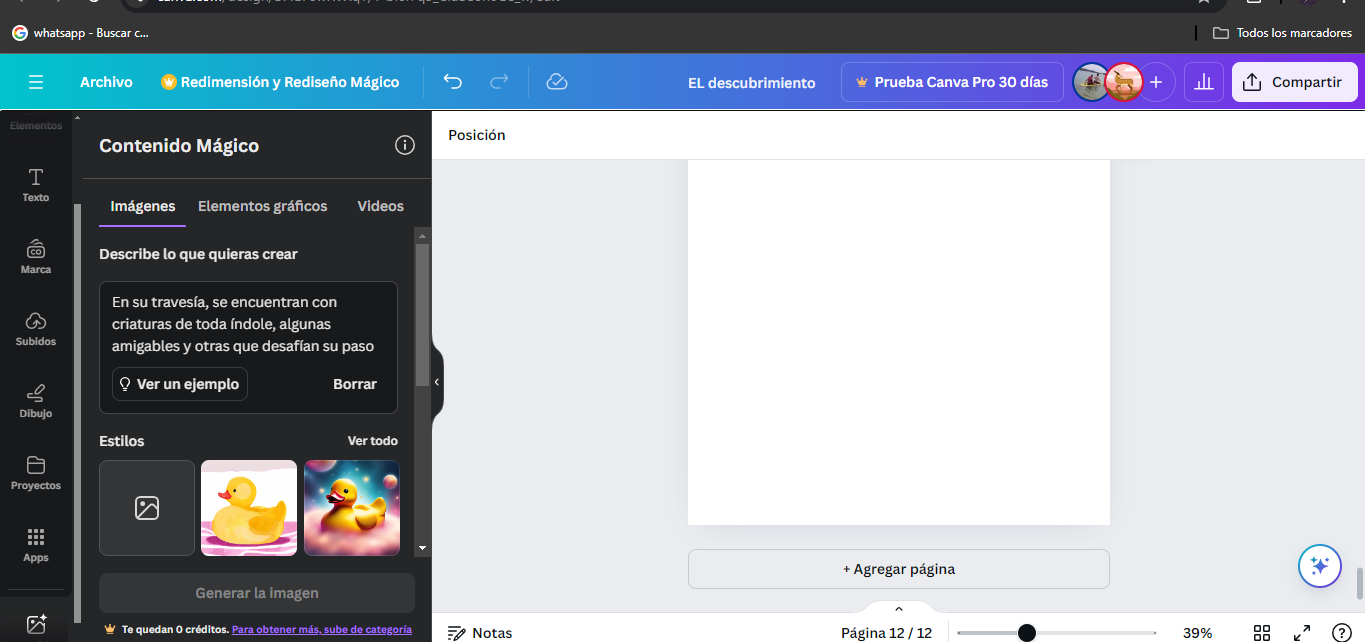 whatsapp - Buscar c...
Todos los marcadores
Archivo
Redimensión y Rediseño Mágico
EL descubrimiento
Prueba Canva Pro 30 días
Compartir
Elementos
Texto
Marca
Subidos
Dibujo
Proyectos
Apps
Contenido Mágico
Imágenes
Elementos gráficos
Videos
Describe lo que quieras crear
En su travesía, se encuentran con
criaturas de toda índole, algunas
amigables y otras que desafían su paso
Ver un ejemplo
Borrar
Estilos
Ver todo
Generar la imagen
Te quedan 0 créditos. Para obtener más, sube de categoría
Posición
+ Agregar página
Notas
Página 12 / 12
39%